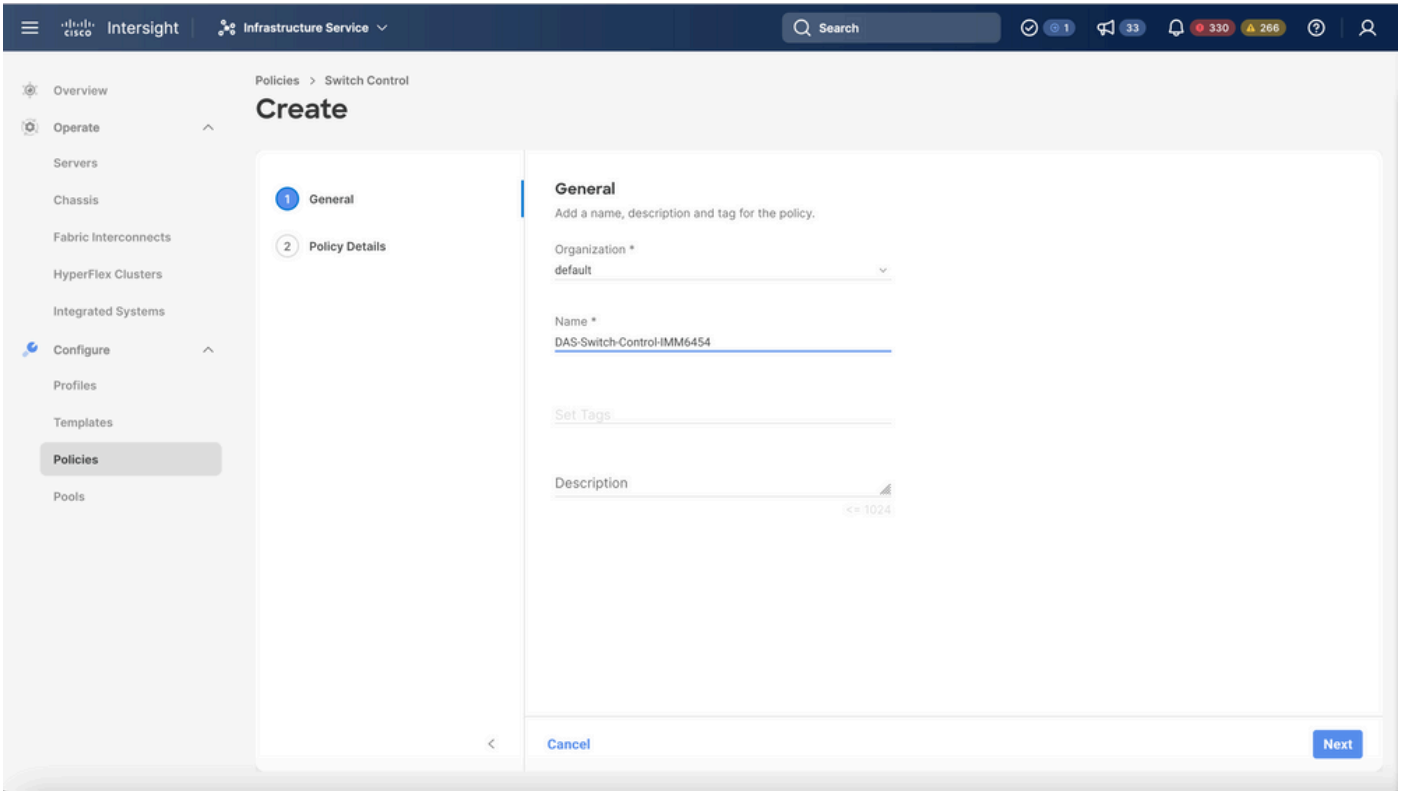 cisco Intersight Infrastructure Service Search 1 33 330 266
Overview
Operate
Servers
Chassis
Fabric Interconnects
HyperFlex Clusters
Integrated Systems
Configure
Profiles
Templates
Policies
Pools
Policies > Switch Control
Create
1 General
2 Policy Details
General
Add a name, description and tag for the policy.
Organization *
default
Name *
DAS-Switch-Control-IMM6454
Set Tags
Description
<= 1024
< Cancel Next